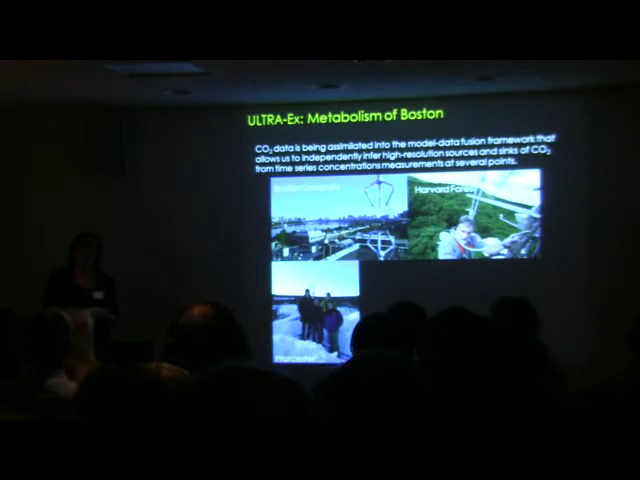 ULTRA-Ex: Metabolism of Boston
CO₂ data is being assimilated into the model-data fusion framework that
allows us to independently infer high-resolution sources and sinks of CO₂
from time series concentrations measurements at several points.
Boston University
Harvard Forest
Worcester